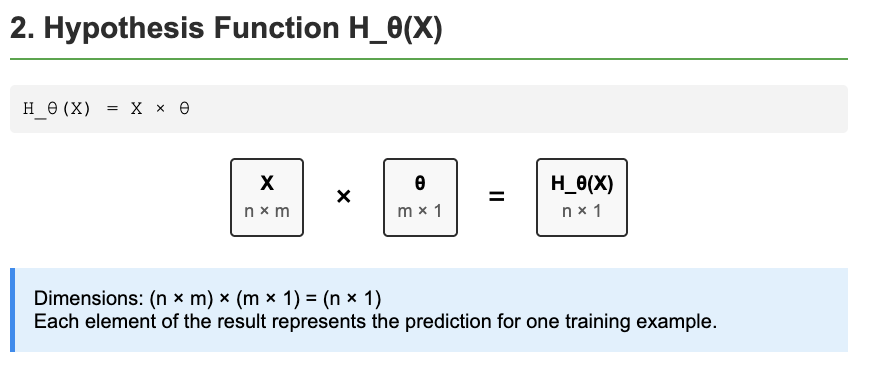 2. Hypothesis Function H_θ(X)
H_θ(X) = X × θ
X × θ = H_θ(X)
n × m m × 1 n × 1
Dimensions: (n × m) × (m × 1) = (n × 1)
Each element of the result represents the prediction for one training example.